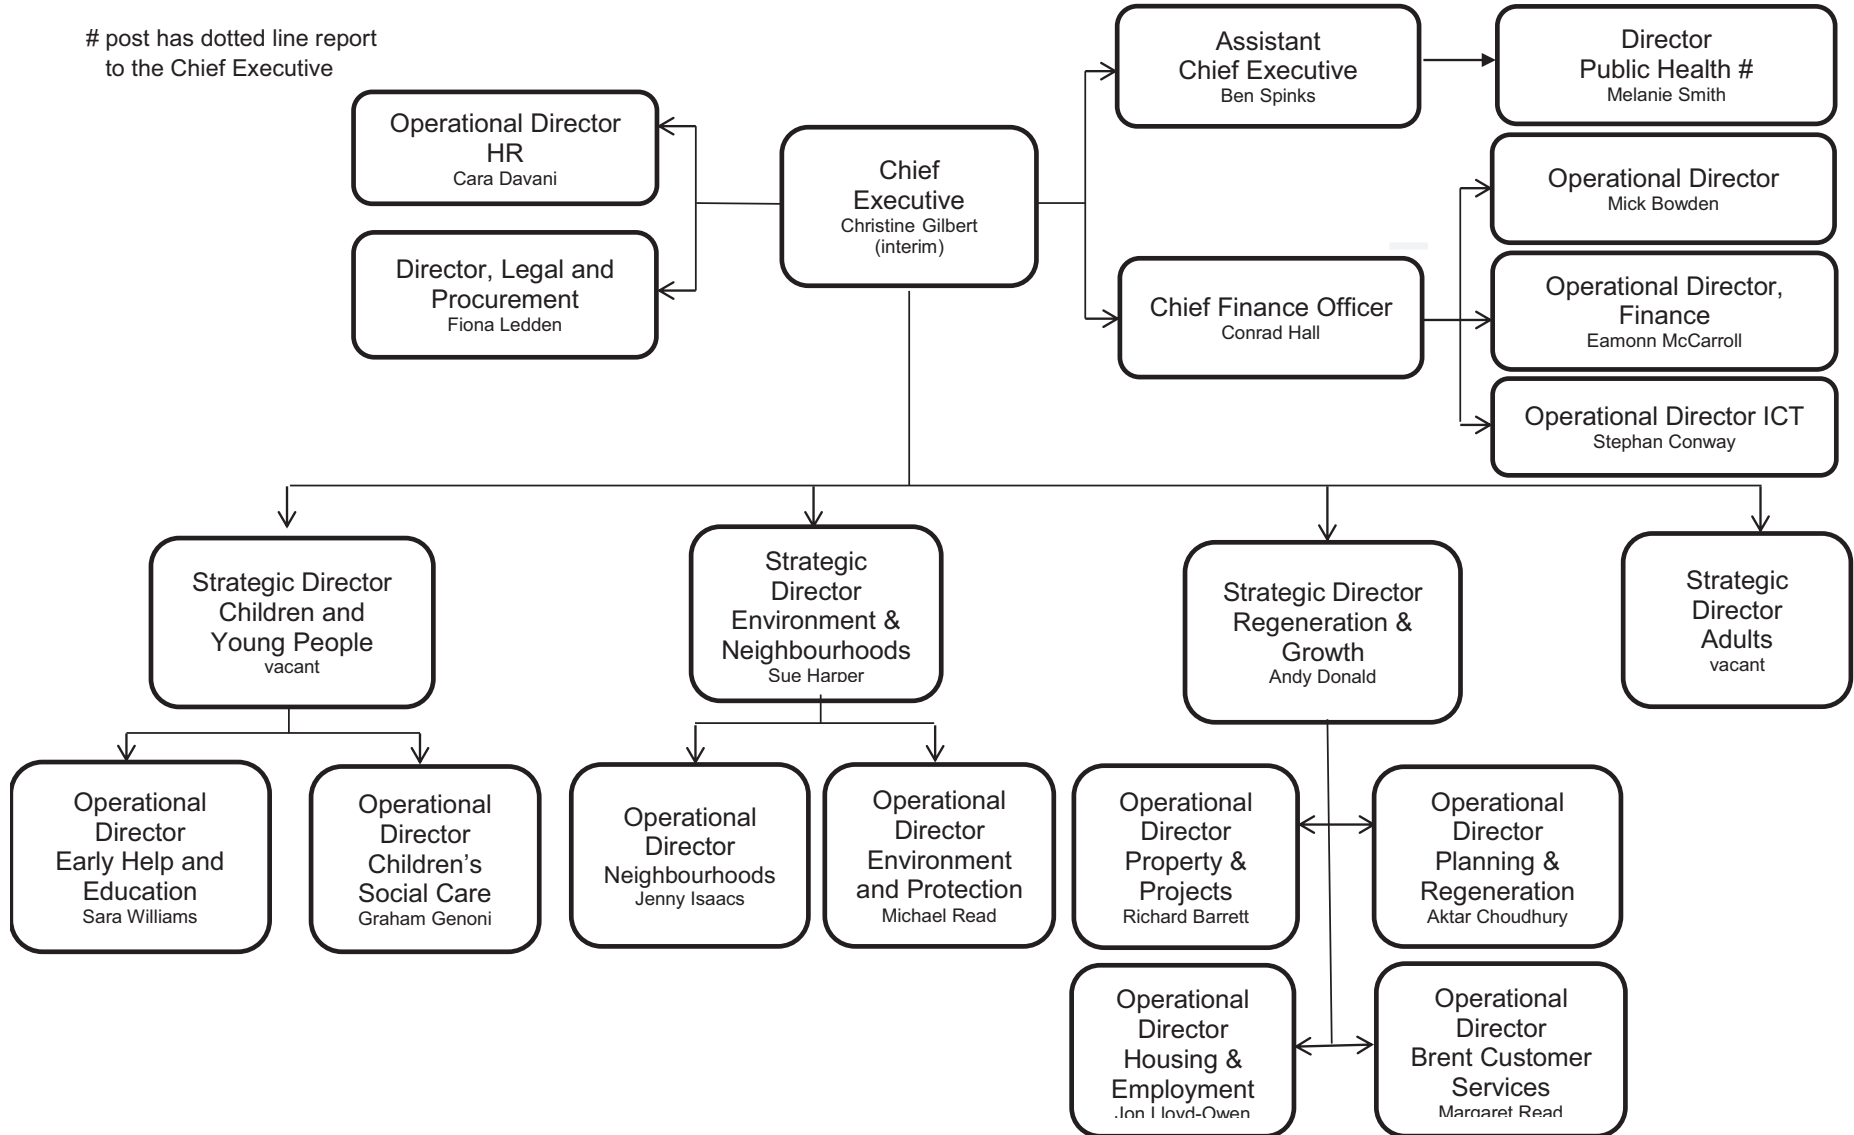 # post has dotted line report
to the Chief Executive
Operational Director
HR
Cara Davani
Director, Legal and
Procurement
Fiona Ledden
Chief
Executive
Christine Gilbert
(interim)
Assistant
Chief Executive
Ben Spinks
Director
Public Health #
Melanie Smith
Chief Finance Officer
Conrad Hall
Operational Director
Mick Bowden
Operational Director,
Finance
Eamonn McCarroll
Operational Director ICT
Stephan Conway
Strategic Director
Children and
Young People
vacant
Strategic
Director
Environment &
Neighbourhoods
Sue Harper
Strategic Director
Regeneration &
Growth
Andy Donald
Strategic
Director
Adults
vacant
Operational
Director
Early Help and
Education
Sara Williams
Operational
Director
Children’s
Social Care
Graham Genoni
Operational
Director
Neighbourhoods
Jenny Isaacs
Operational
Director
Environment
and Protection
Michael Read
Operational
Director
Property &
Projects
Richard Barrett
Operational
Director
Planning &
Regeneration
Aktar Choudhury
Operational
Director
Housing &
Employment
Jon Lloyd-Owen
Operational
Director
Brent Customer
Services
Margaret Read